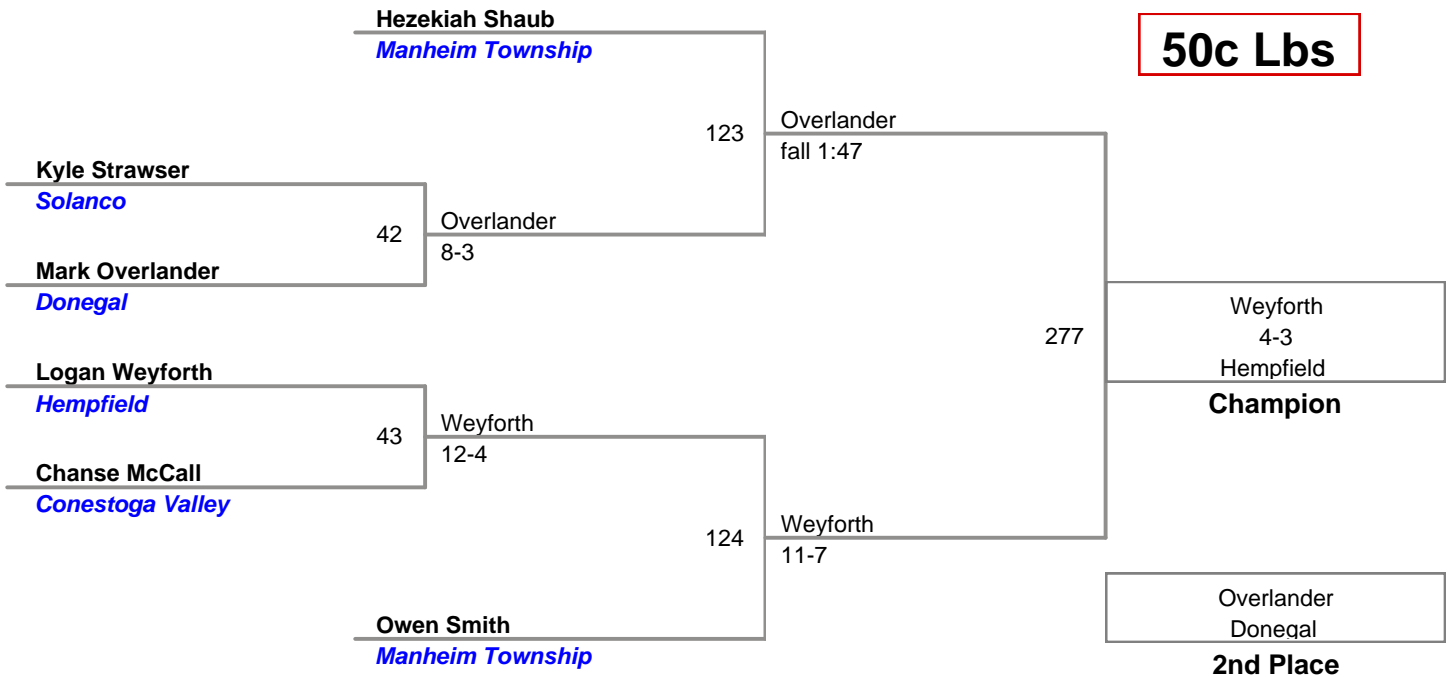 Hezekiah Shaub
Manheim Township
50c Lbs
123
Overlander
fall 1:47
Kyle Strawser
Solanco
42
Overlander
8-3
Mark Overlander
Donegal
277
Weyforth
4-3
Hempfield
Champion
Logan Weyforth
Hempfield
43
Weyforth
12-4
Chanse McCall
Conestoga Valley
124
Weyforth
11-7
Owen Smith
Manheim Township
Overlander
Donegal
2nd Place